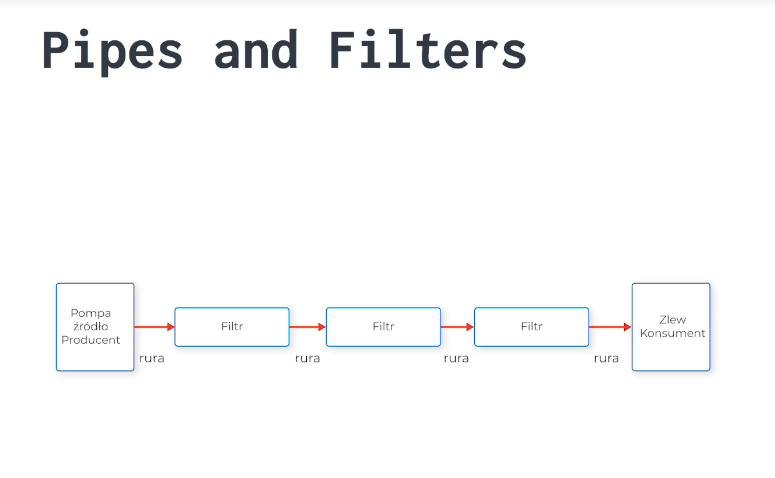 Pipes and Filters
Pompa
źródło
Producent
Filtr
Filtr
Filtr
Zlew
Konsument
rura
rura
rura
rura